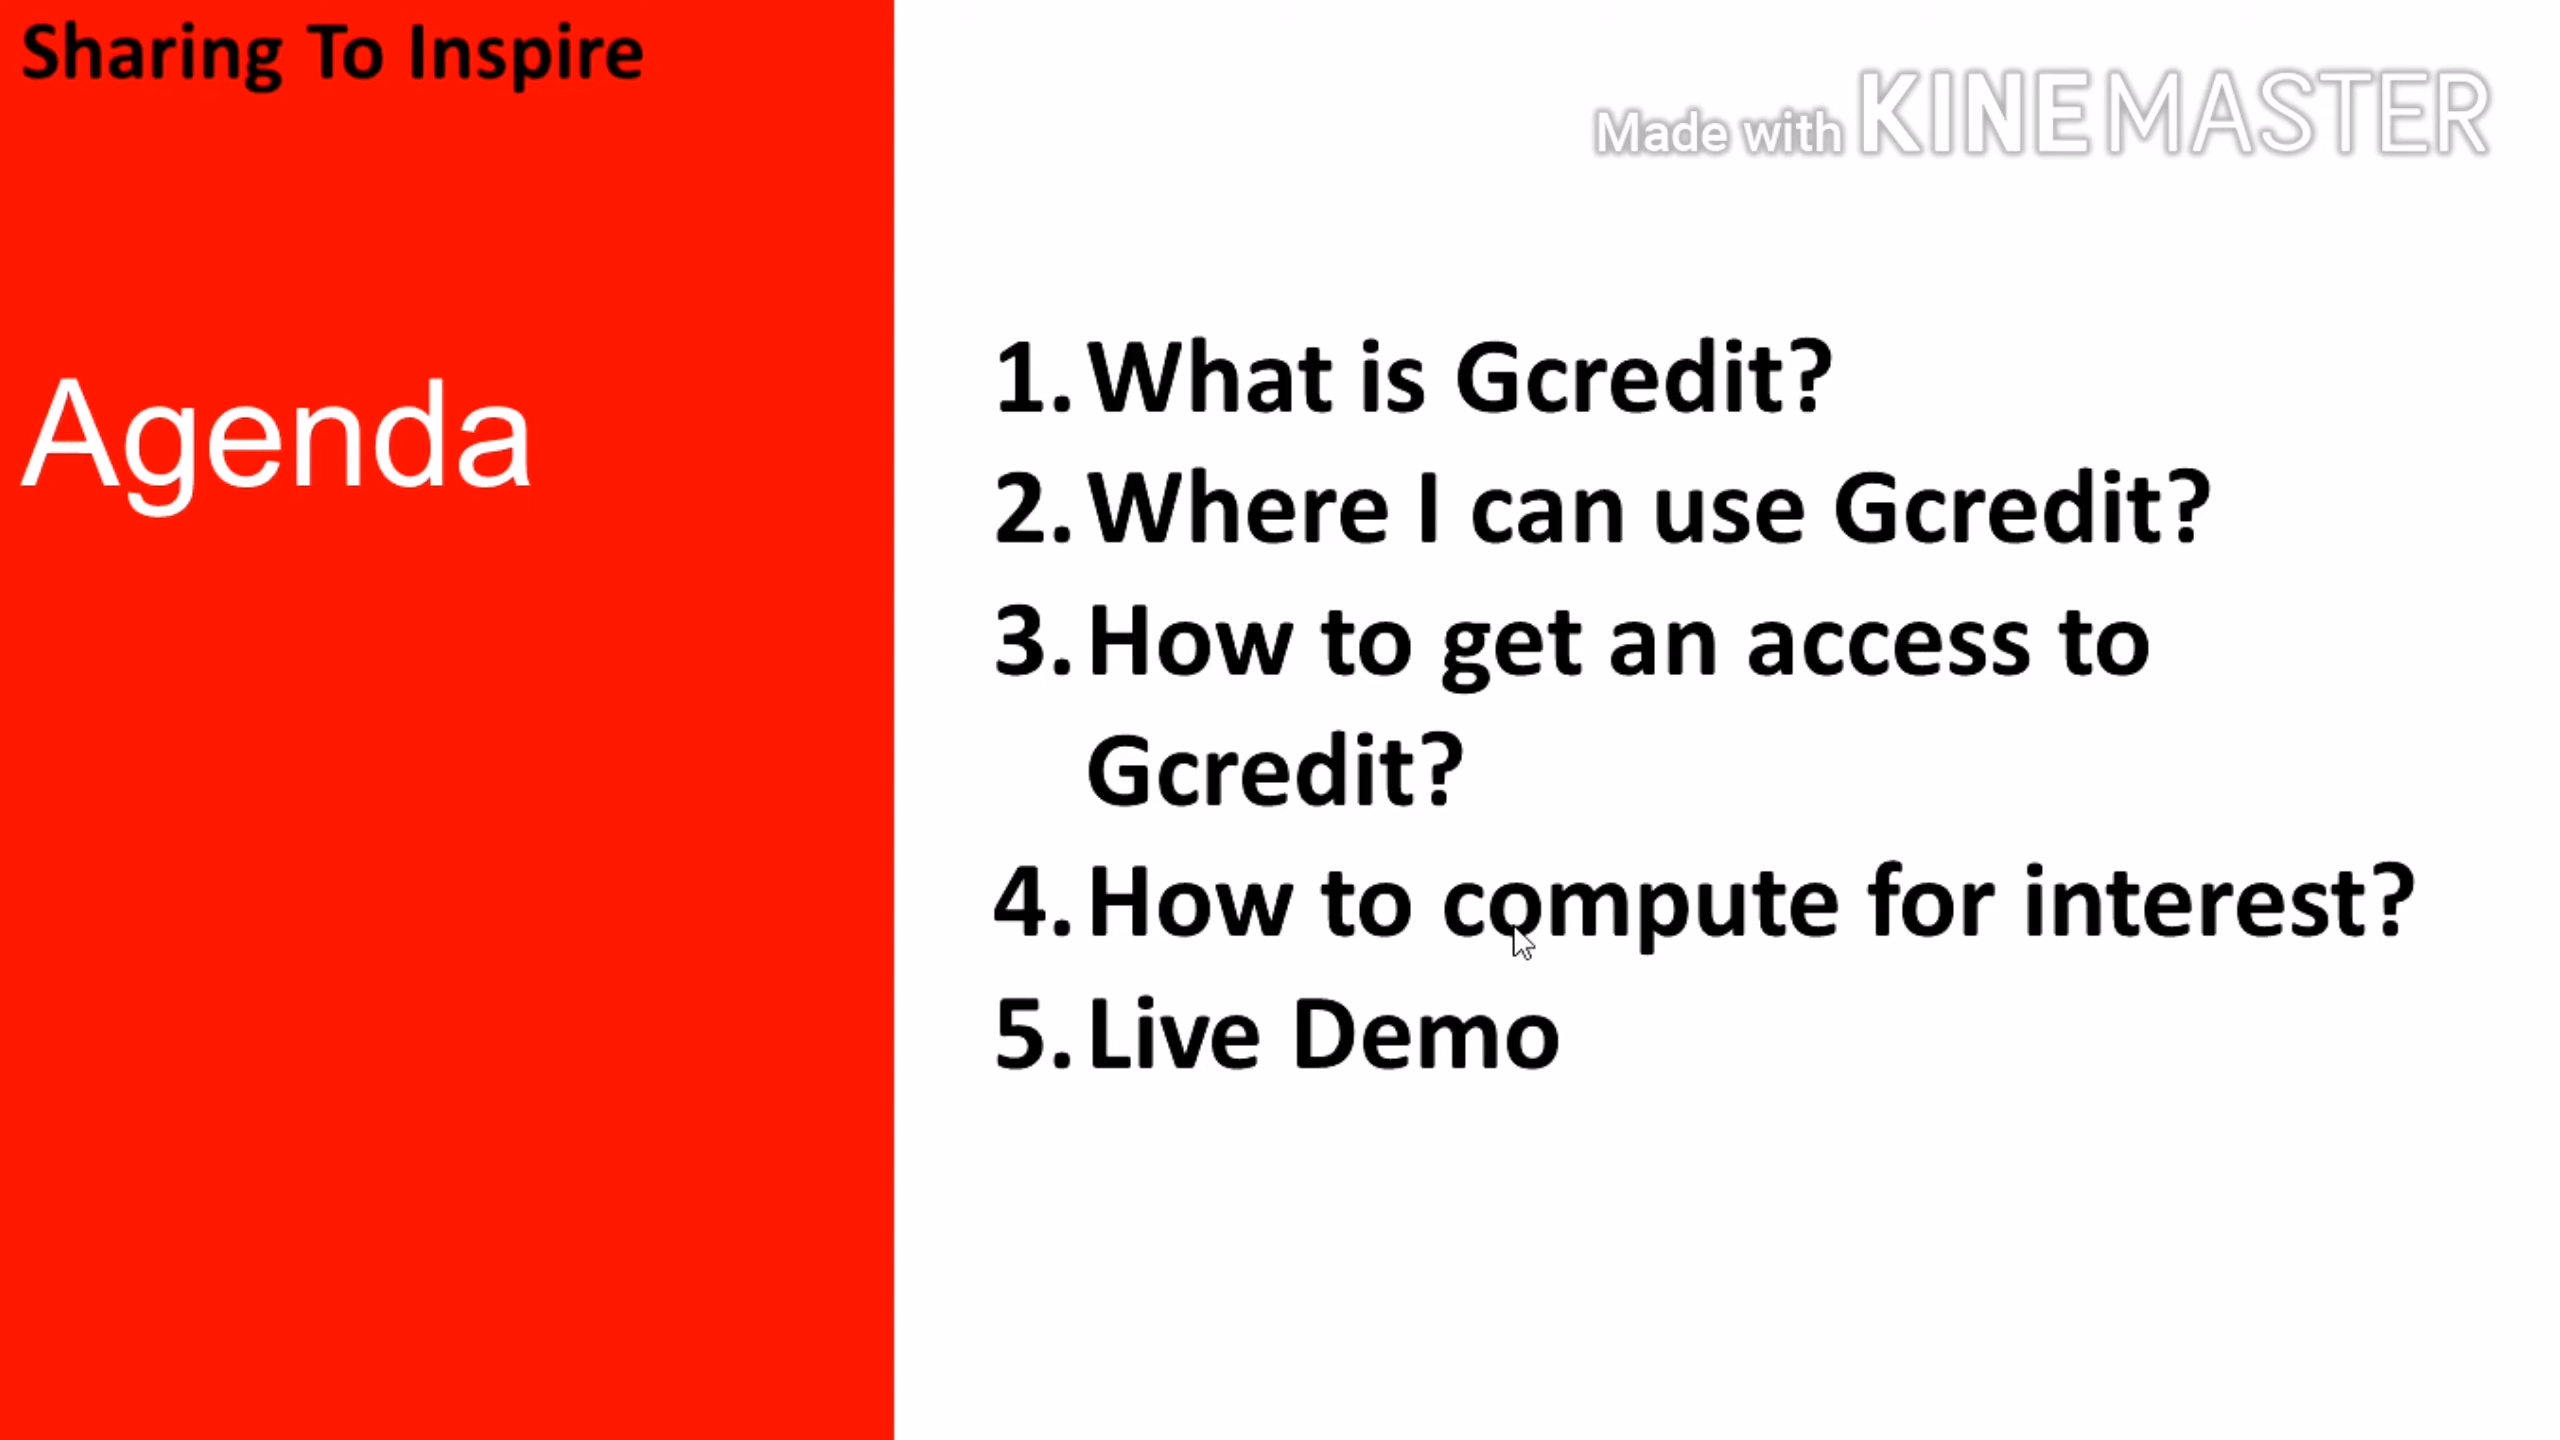 Sharing To Inspire
Made with KINEMASTER
Agenda
1. What is Gcredit?
2. Where I can use Gcredit?
3. How to get an access to
Gcredit?
4. How to compute for interest?
5. Live Demo